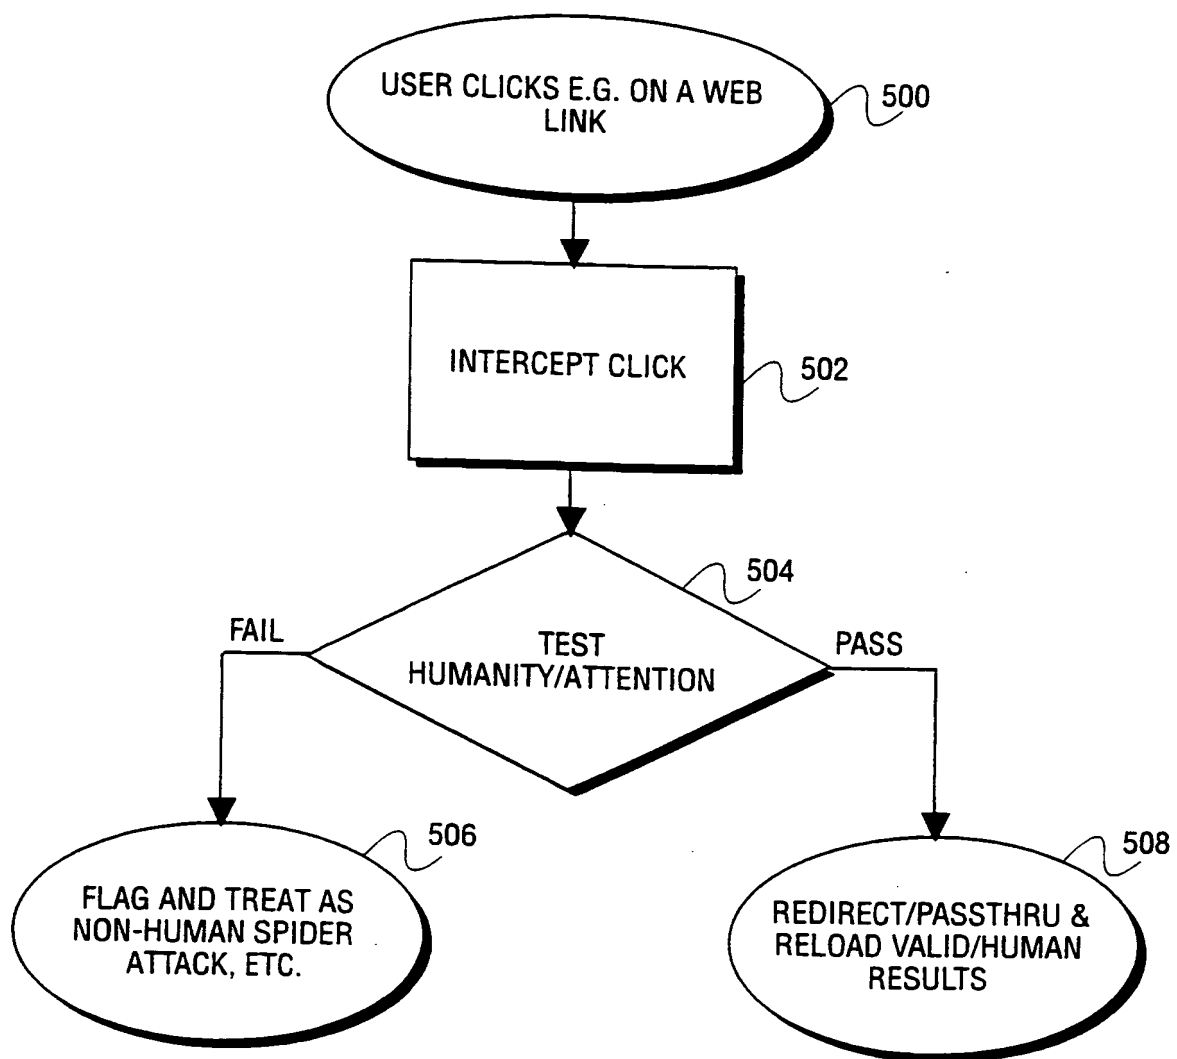 USER CLICKS E.G. ON A WEB
LINK
500
INTERCEPT CLICK
502
504
FAIL
TEST
HUMANITY/ATTENTION
PASS
506
FLAG AND TREAT AS
NON-HUMAN SPIDER
ATTACK, ETC.
508
REDIRECT/PASSTHRU &
RELOAD VALID/HUMAN
RESULTS